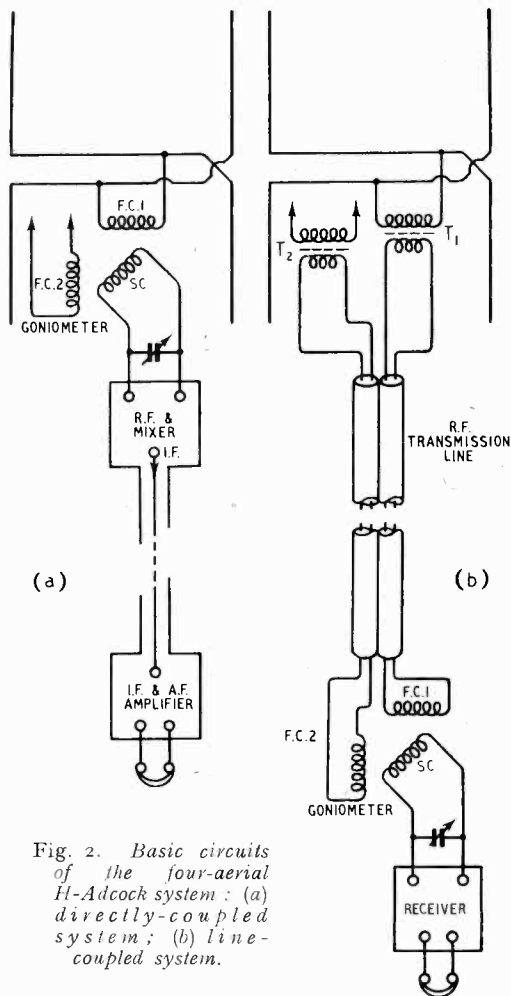 F.C.1
F.C.2
SC
GONIOMETER
R.F. &
MIXER
I.F.
(a)
I.F. & A.F.
AMPLIFIER
T2
T1
R.F.
TRANSMISSION
LINE
(b)
F.C.1
F.C.2
SC
GONIOMETER
RECEIVER
Fig. 2. Basic circuits
of the four-aerial
H-Adcock system : (a)
directly-coupled
system ; (b) line-
coupled system.